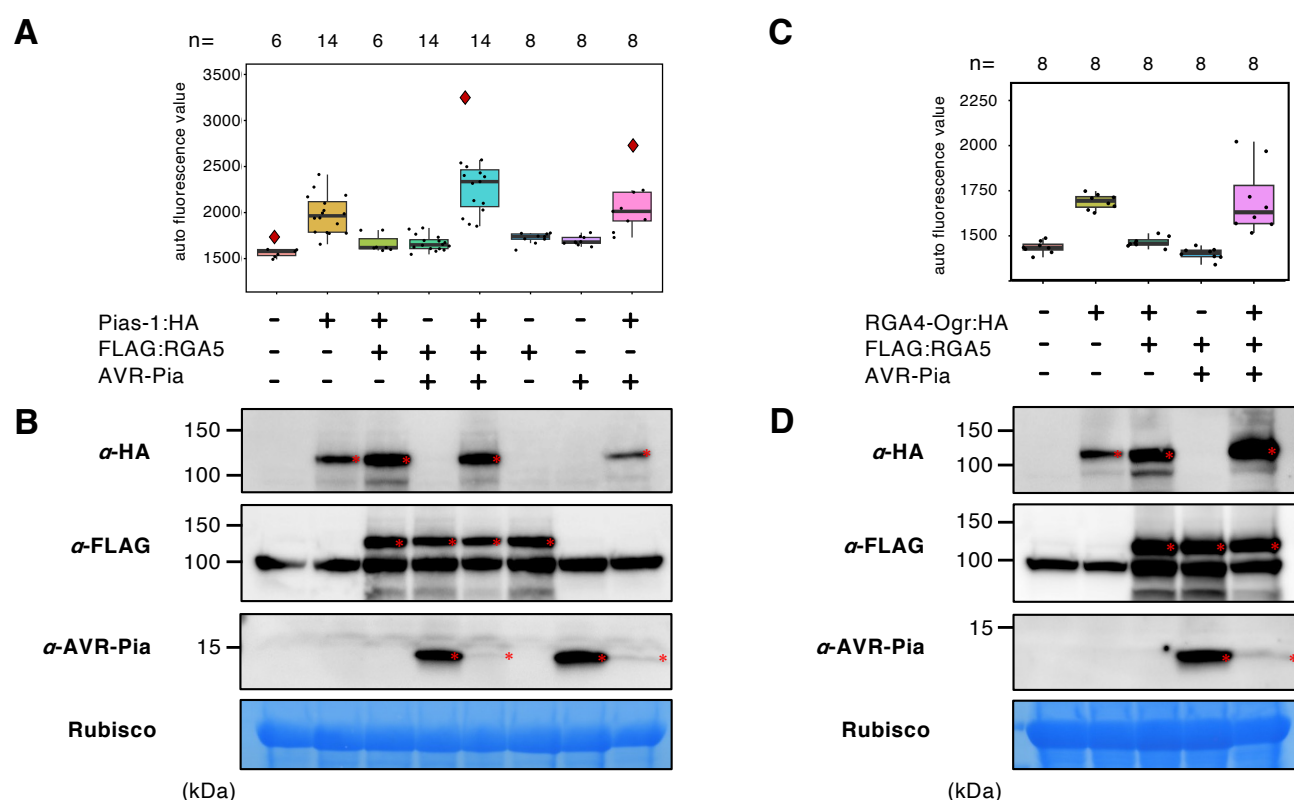 A
n= 6 14 6 14 14 8 8 8
auto fluorescence value
3500
3000
2500
2000
1500
Pias-1:HA - + + - + - - +
FLAG:RGA5 - - + + + + - -
AVR-Pia - - - + + - + +
B
α-HA
150
100
α-FLAG
150
100
* * * *
α-AVR-Pia
15
* * * *
Rubisco
(kDa)
C
n= 8 8 8 8 8
auto fluorescence value
2250
2000
1750
1500
RGA4-Ogr:HA - + + - +
FLAG:RGA5 - - + + +
AVR-Pia - - - + +
D
α-HA
150
100
* * *
α-FLAG
150
100
* * *
α-AVR-Pia
15
* *
Rubisco
(kDa)